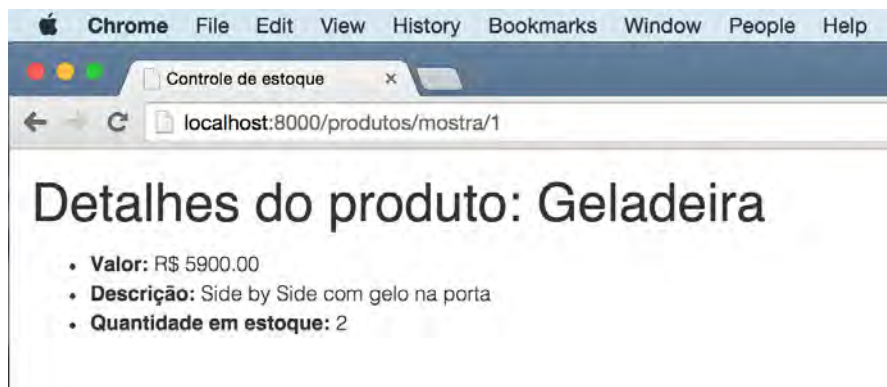 Chrome File Edit View History Bookmarks Window People Help
Controle de estoque
localhost:8000/produtos/mostra/1
Detalhes do produto: Geladeira
• Valor: R$ 5900.00
• Descrição: Side by Side com gelo na porta
• Quantidade em estoque: 2